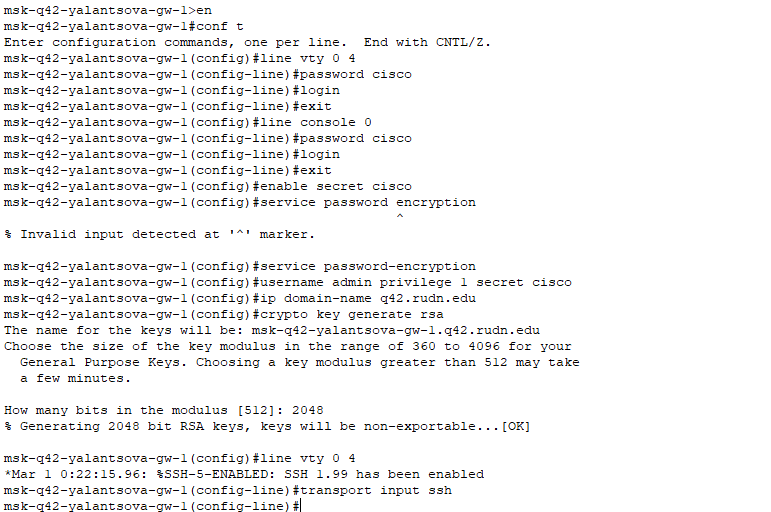 msk-q42-yalantsova-gw-1>en
msk-q42-yalantsova-gw-1#conf t
Enter configuration commands, one per line.  End with CNTL/Z.
msk-q42-yalantsova-gw-1(config)#line vty 0 4
msk-q42-yalantsova-gw-1(config-line)#password cisco
msk-q42-yalantsova-gw-1(config-line)#login
msk-q42-yalantsova-gw-1(config-line)#exit
msk-q42-yalantsova-gw-1(config)#line console 0
msk-q42-yalantsova-gw-1(config-line)#password cisco
msk-q42-yalantsova-gw-1(config-line)#login
msk-q42-yalantsova-gw-1(config-line)#exit
msk-q42-yalantsova-gw-1(config)#enable secret cisco
msk-q42-yalantsova-gw-1(config)#service password encryption
^
% Invalid input detected at '^' marker.
msk-q42-yalantsova-gw-1(config)#service password-encryption
msk-q42-yalantsova-gw-1(config)#username admin privilege 1 secret cisco
msk-q42-yalantsova-gw-1(config)#ip domain-name q42.rudn.edu
msk-q42-yalantsova-gw-1(config)#crypto key generate rsa
The name for the keys will be: msk-q42-yalantsova-gw-1.q42.rudn.edu
Choose the size of the key modulus in the range of 360 to 4096 for your
General Purpose Keys. Choosing a key modulus greater than 512 may take
a few minutes.
How many bits in the modulus [512]: 2048
% Generating 2048 bit RSA keys, keys will be non-exportable...[OK]
msk-q42-yalantsova-gw-1(config)#line vty 0 4
*Mar 1 0:22:15.96: %SSH-5-ENABLED: SSH 1.99 has been enabled
msk-q42-yalantsova-gw-1(config-line)#transport input ssh
msk-q42-yalantsova-gw-1(config-line)#